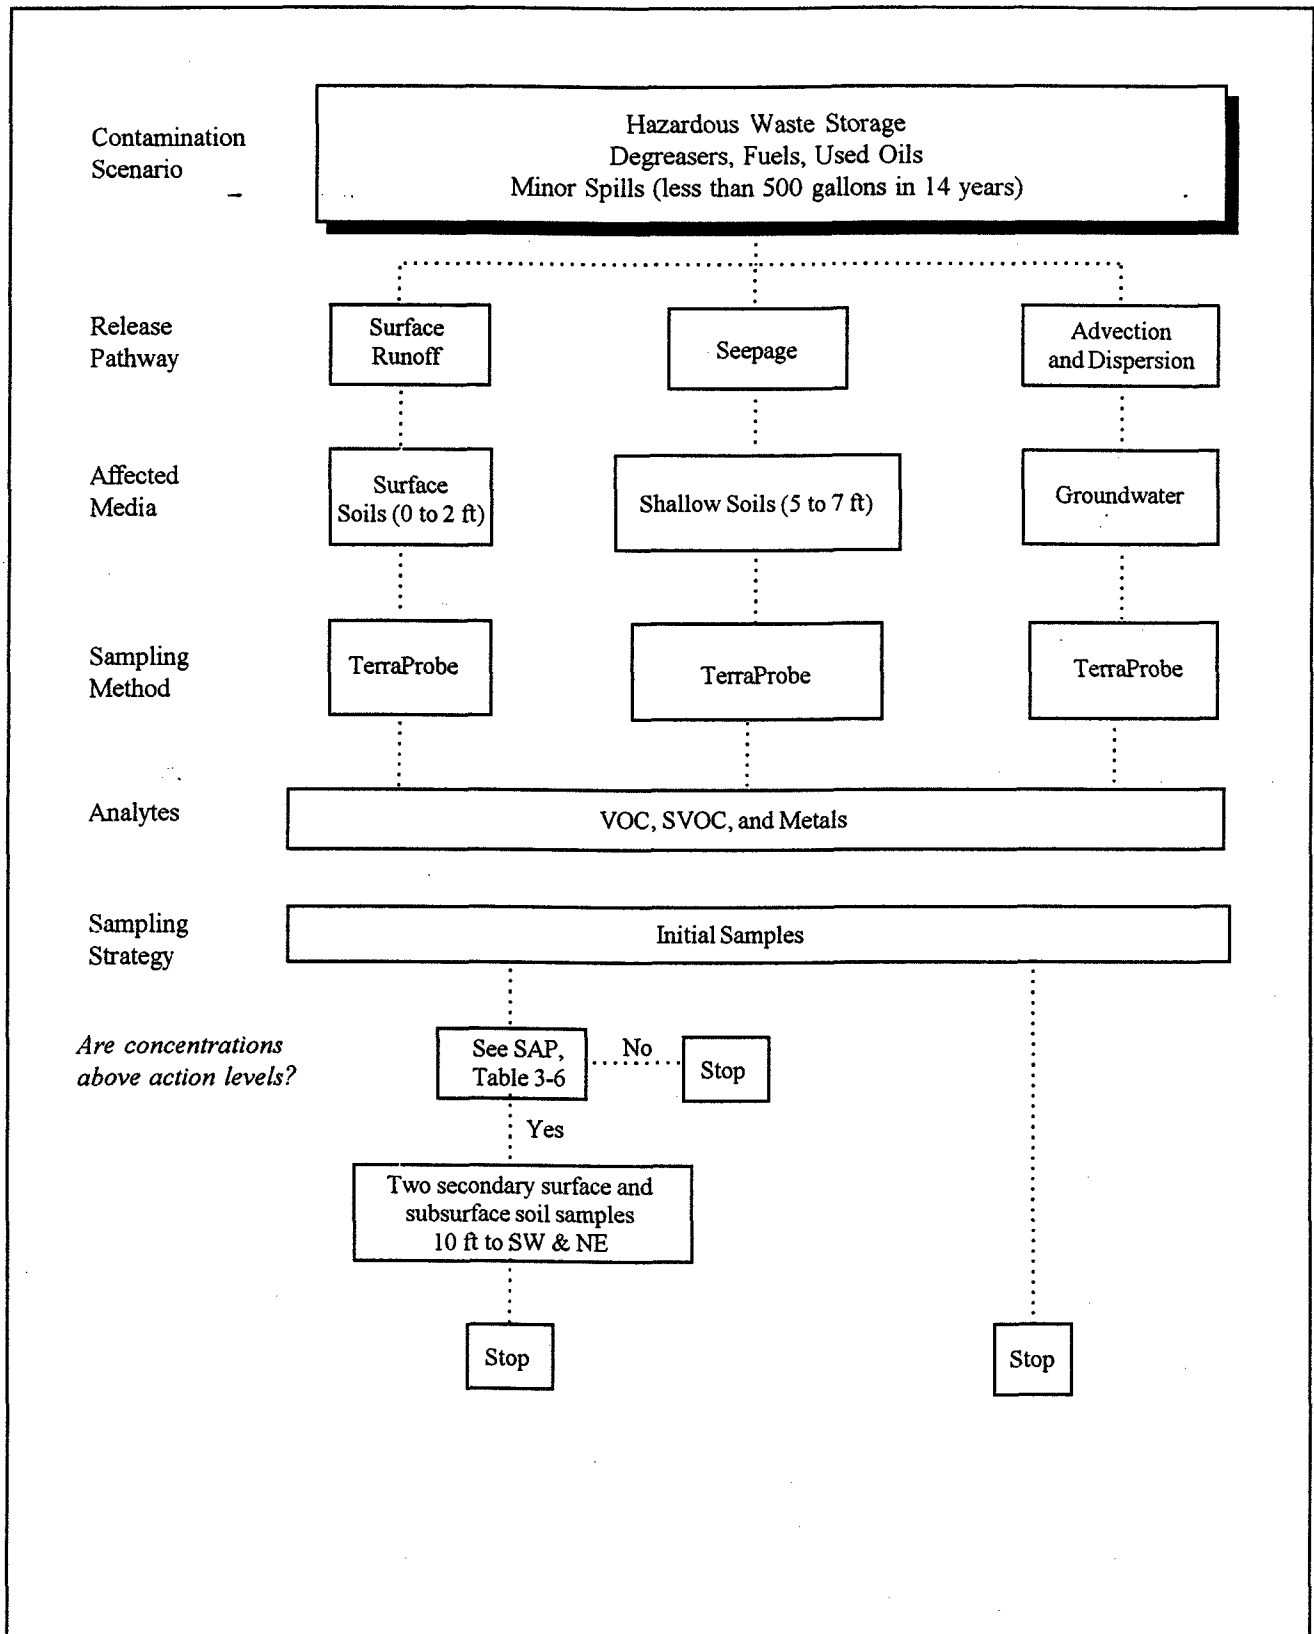 Contamination
Scenario
Hazardous Waste Storage
Degreasers, Fuels, Used Oils
Minor Spills (less than 500 gallons in 14 years)
Release
Pathway
Surface
Runoff
Seepage
Advection
and Dispersion
Affected
Media
Surface
Soils (0 to 2 ft)
Shallow Soils (5 to 7 ft)
Groundwater
Sampling
Method
TerraProbe
TerraProbe
TerraProbe
Analytes
VOC, SVOC, and Metals
Sampling
Strategy
Initial Samples
Are concentrations
above action levels?
See SAP,
Table 3-6
No
Stop
Yes
Two secondary surface and
subsurface soil samples
10 ft to SW & NE
Stop
Stop